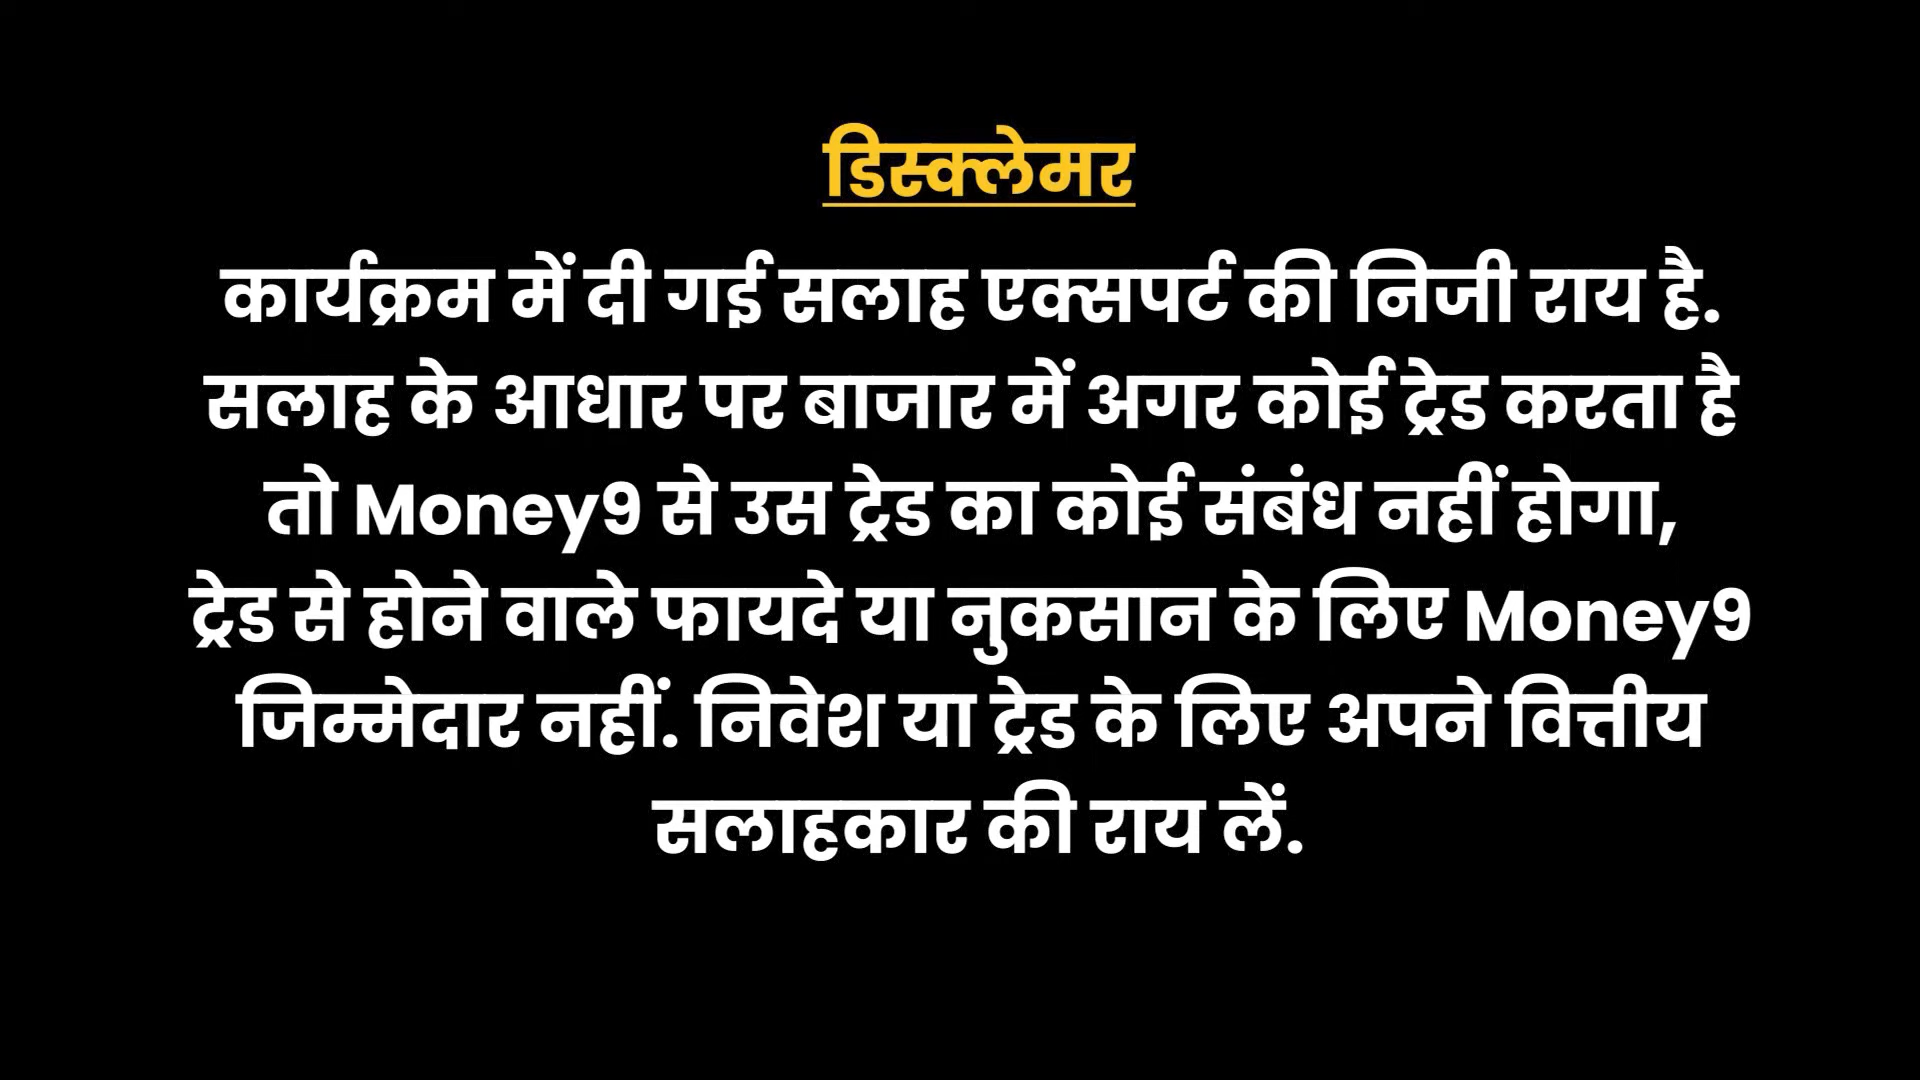 डिस्क्लेमर
कार्यक्रम में दी गई सलाह एक्सपर्ट की निजी राय है.
सलाह के आधार पर बाजार में अगर कोई ट्रेड करता है
तो Money9 से उस ट्रेड का कोई संबंध नहीं होगा,
ट्रेड से होने वाले फायदे या नुकसान के लिए Money9
जिम्मेदार नहीं. निवेश या ट्रेड के लिए अपने वित्तीय
सलाहकार की राय लें.